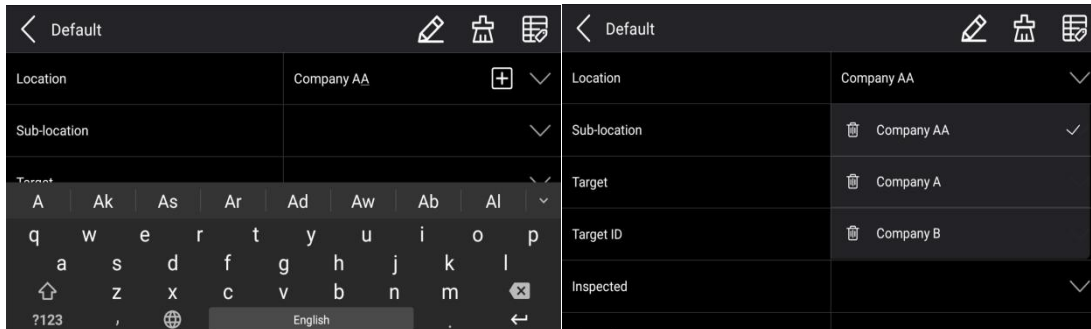 Default
Location Company AA
Sub-location
Target
A Ak As Ar Ad Aw Ab Al
q w e r t y u i o p
a s d f g h j k l
z x c v b n m
?123 , English .
Default
Location Company AA
Sub-location Company AA
Target Company A
Target ID Company B
Inspected